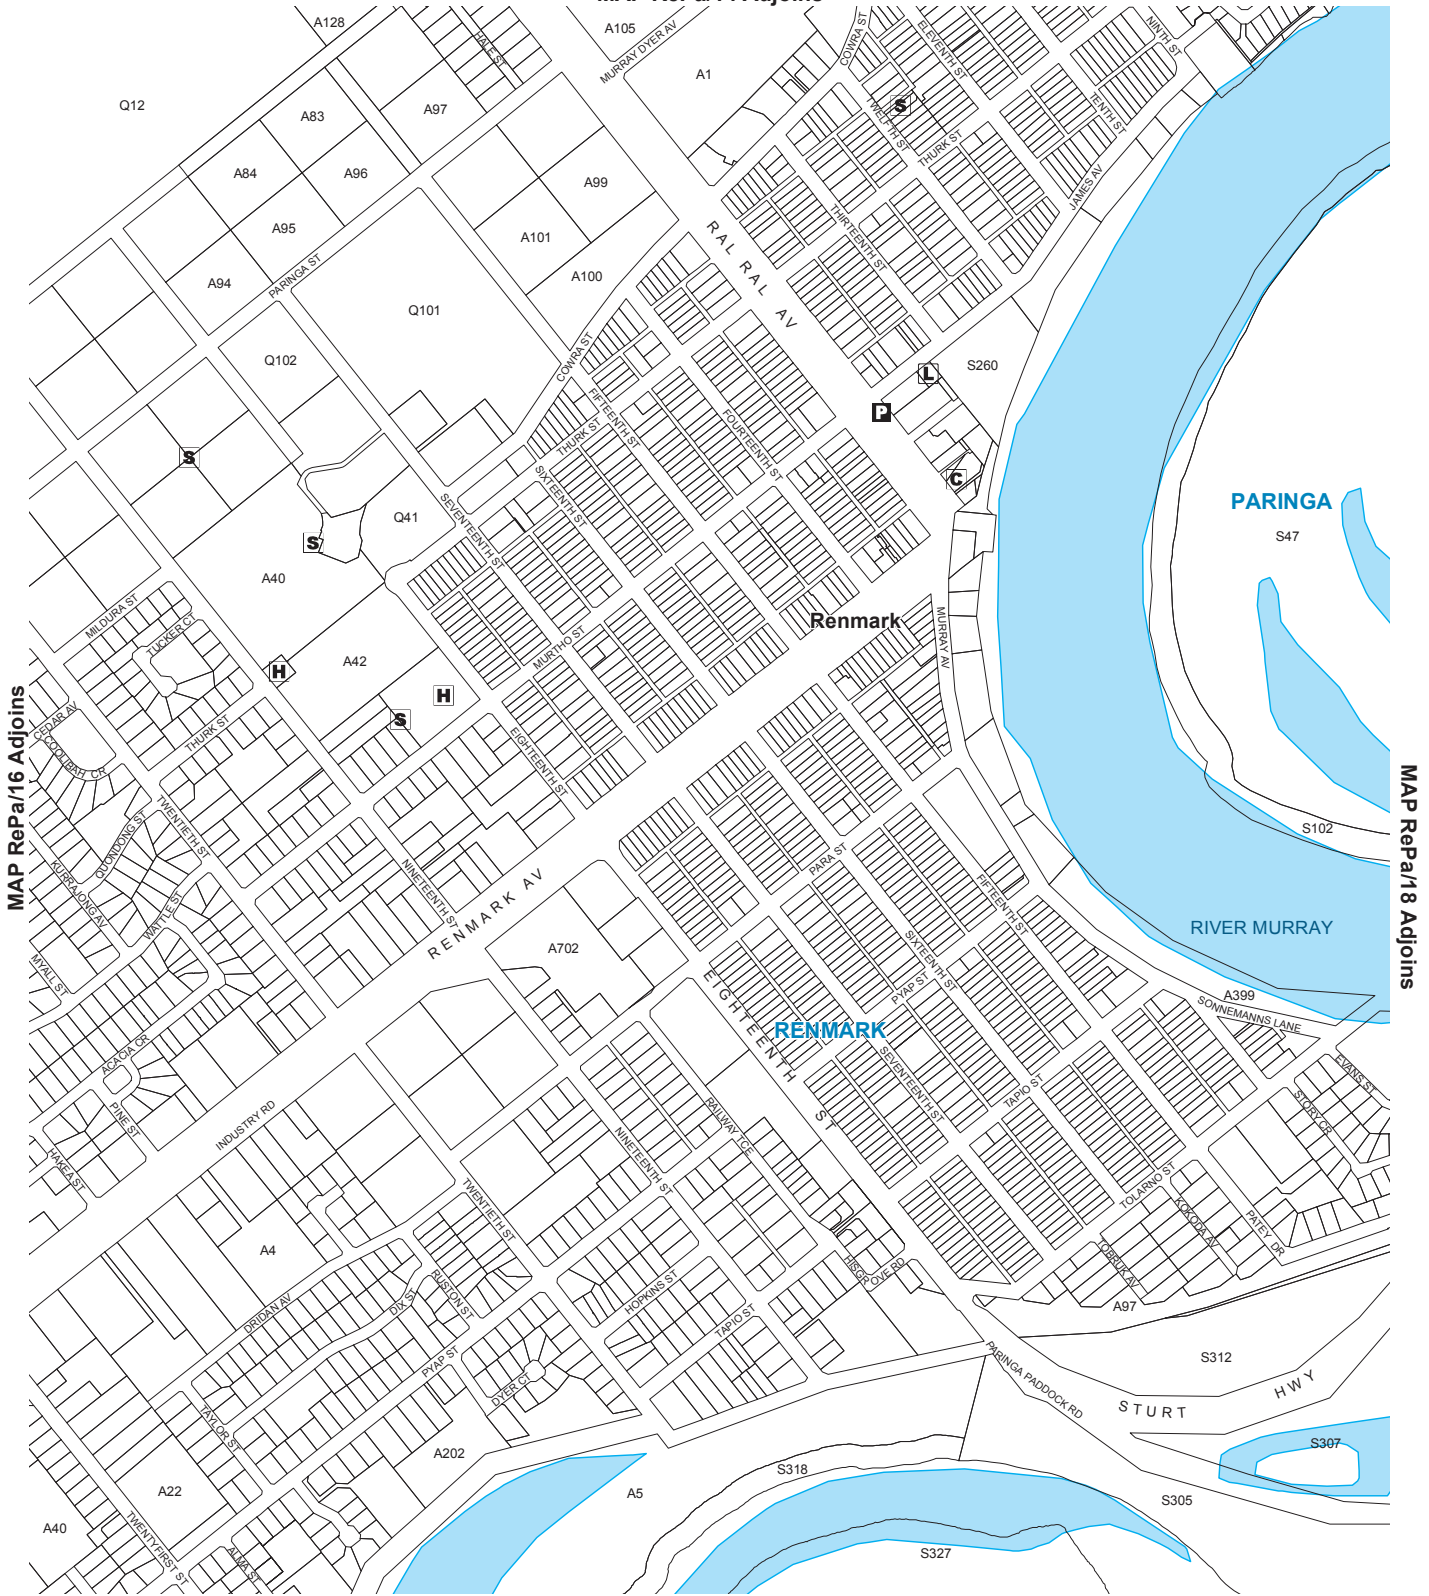 A128
A105
HALE ST
MURRAY DYER AV
COWRA ST
ELEVENTH ST
NINTH ST
A1
Q12
A83
A97
S
TWELFTH ST
TENTH ST
THURK ST
A84
A96
A99
JAMES AV
A95
A101
RAL RAL AV
THIRTEENTH ST
PARINGA ST
A94
A100
Q101
COWRA ST
Q102
S260
L
P
FIFTEENTH ST
FOURTEENTH ST
THURK ST
S
SIXTEENTH ST
C
PARINGA
SEVENTEENTH ST
Q41
S47
S
A40
MILDURA ST
TUCKER CT
Renmark
MURRAY AV
MURTHO ST
A42
H
H
S
MAP RePa/16 Adjoins
CEDAR AV
COOLIBAH CR
THURK ST
EIGHTEENTH ST
MAP RePa/18 Adjoins
TWENTIETH ST
QUONDONG ST
S102
KURRAJONG AV
NINETEENTH ST
PARA ST
FIFTEENTH ST
WATTLE ST
RENMARK AV
RIVER MURRAY
A702
SIXTEENTH ST
MYALL ST
PYAP ST
EIGHTEENTH ST
A399
SONNEMANNS LANE
RENMARK
ACACIA CR
SEVENTEENTH ST
EVANS ST
TAPIO ST
STORY CR
PINE ST
INDUSTRY RD
RAILWAY TCE
NINETEENTH ST
HAKEA ST
TWENTIETH ST
TOLARNO ST
KOKODA AV
PATEY DR
A4
TOBRUK AV
HISGROVE RD
RUSTON ST
DIX ST
HOPKINS ST
DRIDAN AV
TAPIO ST
A97
PYAP ST
PARINGA PADDOCK RD
S312
DYER CT
STURT HWY
TAYLOR ST
A202
S307
S318
A22
A5
S305
A40
TWENTYFIRST ST
S327
ALMA ST